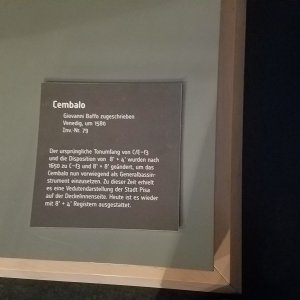 Cembalo
Giovanni Baffo zugeschrieben
Venedig, um 1580
Inv.-Nr. 79
Der ursprüngliche Tonumfang von C/E-f3
und die Disposition von 8' + 4' wurden nach
1650 zu C-f3 und 8' + 8' geändert, um das
Cembalo nun vorwiegend als Generalbassin-
strument einzusetzen. Zu dieser Zeit erhielt
es eine Vedutendarstellung der Stadt Pisa
auf der Deckelinnenseite. Heute ist es wieder
mit 8' + 4' Registern ausgestattet.